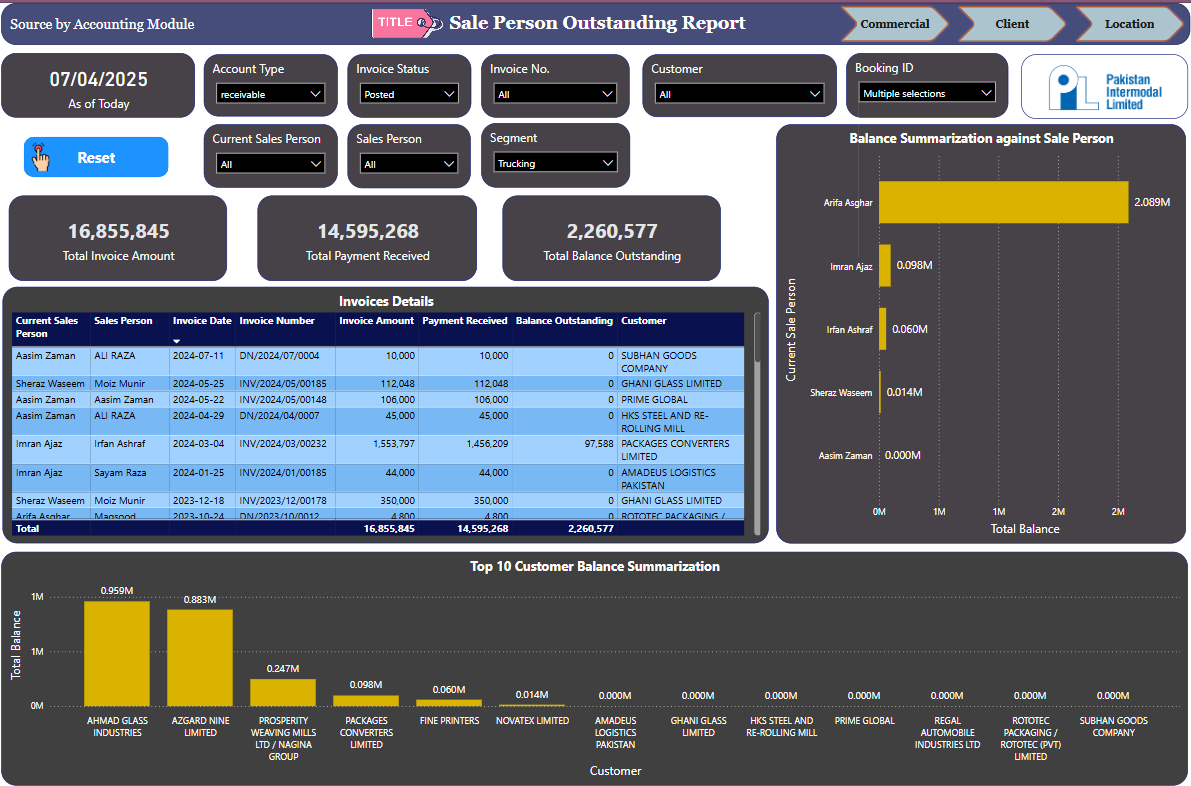 Source by Accounting Module
TITLE
Sale Person Outstanding Report
Commercial
Client
Location
07/04/2025
As of Today
Account Type
receivable
Invoice Status
Posted
Invoice No.
All
Customer
All
Booking ID
Multiple selections
Pakistan
Intermodal
Limited
Reset
Current Sales Person
All
Sales Person
All
Segment
Trucking
16,855,845
Total Invoice Amount
14,595,268
Total Payment Received
2,260,577
Total Balance Outstanding
Invoices Details
Current Sales Person Sales Person Invoice Date Invoice Number Invoice Amount Payment Received Balance Outstanding Customer
Aasim Zaman ALI RAZA 2024-07-11 DN/2024/07/0004 10,000 10,000 0 SUBHAN GOODS COMPANY
Sheraz Waseem Moiz Munir 2024-05-25 INV/2024/05/00185 112,048 112,048 0 GHANI GLASS LIMITED
Aasim Zaman Aasim Zaman 2024-05-22 INV/2024/05/00148 106,000 106,000 0 PRIME GLOBAL
Aasim Zaman ALI RAZA 2024-04-29 DN/2024/04/0007 45,000 45,000 0 HKS STEEL AND RE-ROLLING MILL
Imran Ajaz Irfan Ashraf 2024-03-04 INV/2024/03/00232 1,553,797 1,456,209 97,588 PACKAGES CONVERTERS LIMITED
Imran Ajaz Sayam Raza 2024-01-25 INV/2024/01/00185 44,000 44,000 0 AMADEUS LOGISTICS PAKISTAN
Sheraz Waseem Moiz Munir 2023-12-18 INV/2023/12/00178 350,000 350,000 0 GHANI GLASS LIMITED
Arifa Asghar Maqsood 2023-10-24 DN/2023/10/0012 4,800 4,800 0 ROTOTEC PACKAGING /
Total 16,855,845 14,595,268 2,260,577
Balance Summarization against Sale Person
Current Sale Person
Arifa Asghar 2.089M
Imran Ajaz 0.098M
Irfan Ashraf 0.060M
Sheraz Waseem 0.014M
Aasim Zaman 0.000M
0M 1M 1M 2M 2M
Total Balance
Top 10 Customer Balance Summarization
Total Balance
1M
1M
0M
0.959M
0.883M
0.247M
0.098M
0.060M
0.014M
0.000M
0.000M
0.000M
0.000M
0.000M
0.000M
0.000M
AHMAD GLASS
INDUSTRIES
AZGARD NINE
LIMITED
PROSPERITY
WEAVING MILLS
LTD / NAGINA
GROUP
PACKAGES
CONVERTERS
LIMITED
FINE PRINTERS
NOVATEX LIMITED
AMADEUS
LOGISTICS
PAKISTAN
GHANI GLASS
LIMITED
HKS STEEL AND
RE-ROLLING MILL
PRIME GLOBAL
REGAL
AUTOMOBILE
INDUSTRIES LTD
ROTOTEC
PACKAGING /
ROTOTEC (PVT)
LIMITED
SUBHAN GOODS
COMPANY
Customer